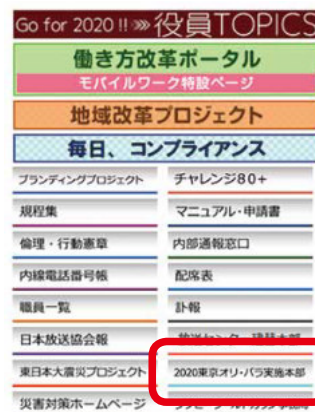 Go for 2020 !! ⋙ 役員TOPICS
働き方改革ポータル
モバイルワーク特設ページ
地域改革プロジェクト
毎日、コンプライアンス
ブランディングプロジェクト
チャレンジ80+
規程集
マニュアル・申請書
倫理・行動憲章
内部通報窓口
内線電話番号帳
配席表
職員一覧
訃報
日本放送協会報
東日本大震災プロジェクト
2020東京オリ・パラ実施本部
災害対策ホームページ